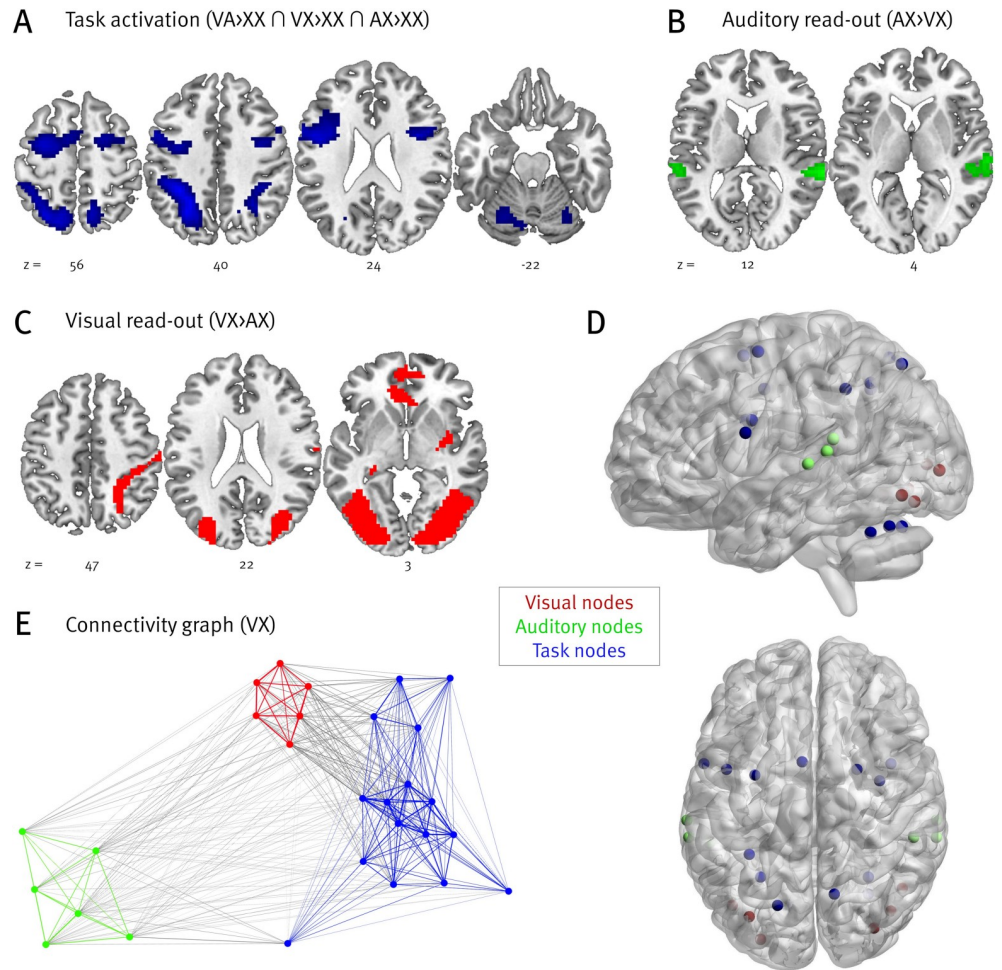 A Task activation (VA›XX ∩ VX›XX ∩ AX›XX)
z = 56 40 24 -22
B Auditory read-out (AX›VX)
z = 12 4
C Visual read-out (VX›AX)
z = 47 22 3
D
Visual nodes
Auditory nodes
Task nodes
E Connectivity graph (VX)